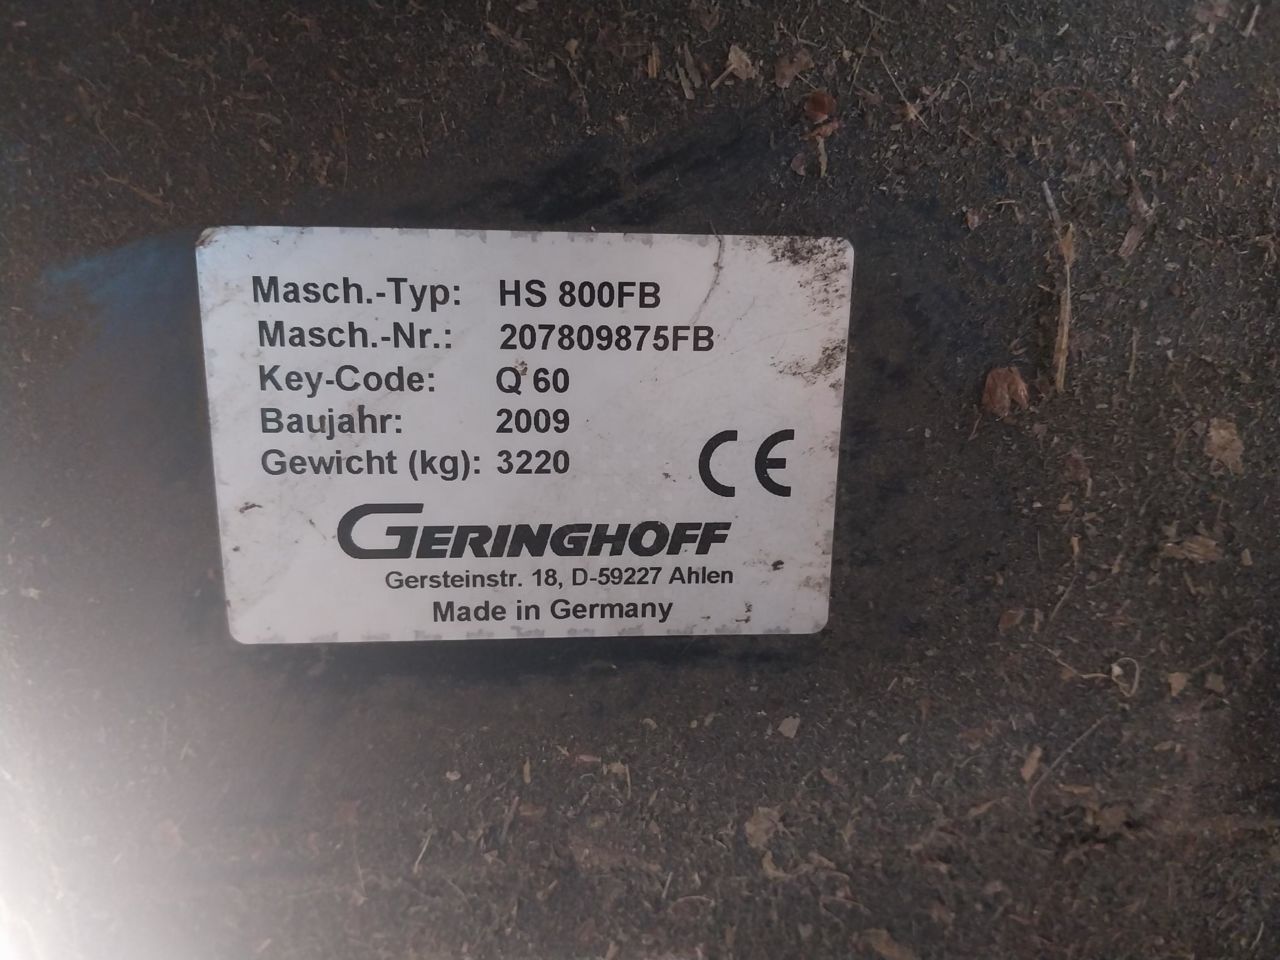 Masch.-Typ: HS 800FB
Masch.-Nr.: 207809875FB
Key-Code: Q 60
Baujahr: 2009
Gewicht (kg): 3220
CE
GERINGHOFF
Gersteinstr. 18, D-59227 Ahlen
Made in Germany